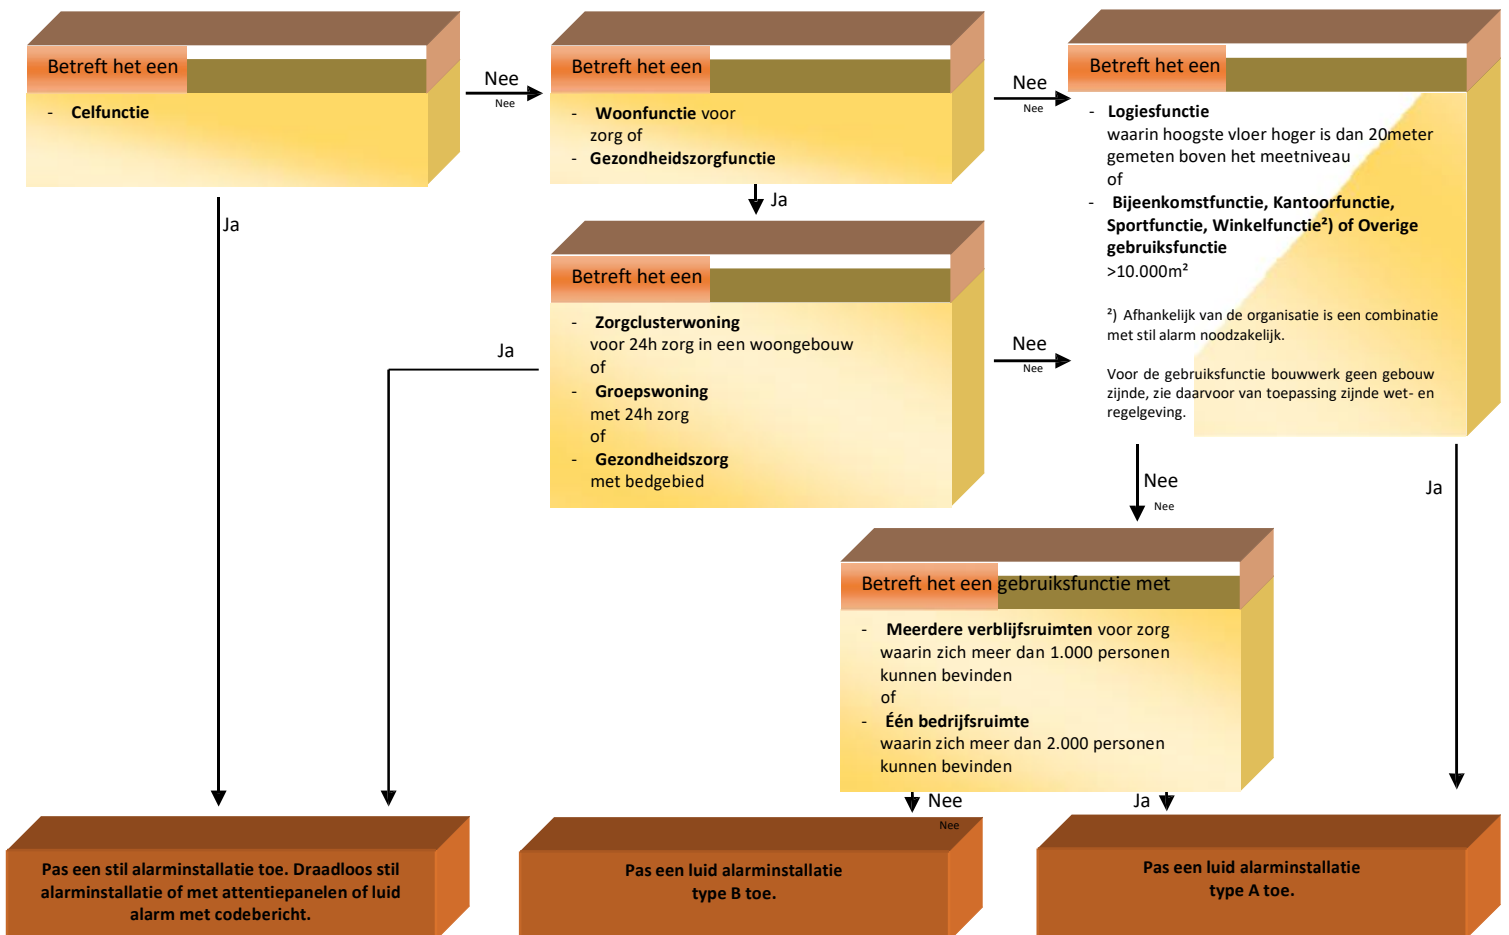 Betreft het een
- Celfunctie
Nee
Nee
Ja
Betreft het een
- Woonfunctie voor
zorg of
- Gezondheidszorgfunctie
Nee
Nee
Ja
Betreft het een
- Logiesfunctie
waarin hoogste vloer hoger is dan 20meter
gemeten boven het meetniveau
of
- Bijeenkomstfunctie, Kantoorfunctie,
Sportfunctie, Winkelfunctie²) of Overige
gebruiksfunctie
>10.000m²
²) Afhankelijk van de organisatie is een combinatie
met stil alarm noodzakelijk.
Voor de gebruiksfunctie bouwwerk geen gebouw
zijnde, zie daarvoor van toepassing zijnde wet- en
regelgeving.
Betreft het een
- Zorgclusterwoning
voor 24h zorg in een woongebouw
of
- Groepswoning
met 24h zorg
of
- Gezondheidszorg
met bedgebied
Ja
Nee
Nee
Nee
Nee
Ja
Betreft het een gebruiksfunctie met
- Meerdere verblijfsruimten voor zorg
waarin zich meer dan 1.000 personen
kunnen bevinden
of
- Één bedrijfsruimte
waarin zich meer dan 2.000 personen
kunnen bevinden
Nee
Nee
Ja
Pas een stil alarminstallatie toe. Draadloos stil
alarminstallatie of met attentiepanelen of luid
alarm met codebericht.
Pas een luid alarminstallatie
type B toe.
Pas een luid alarminstallatie
type A toe.